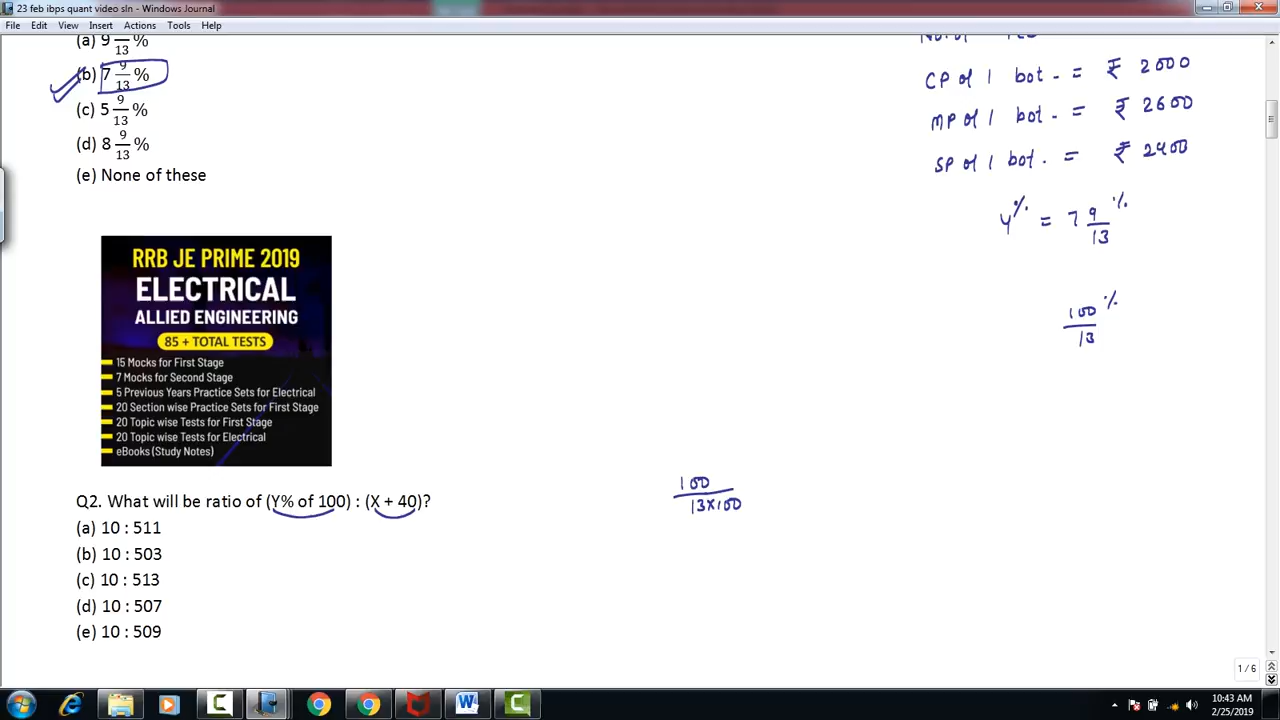 23 feb ibps quant video sln - Windows Journal
File Edit View Insert Actions Tools Help
(a) 9 /13 %
(b) 7 9/13 %
(c) 5 9/13 %
(d) 8 9/13 %
(e) None of these
CP of 1 bot. = ₹ 2000
MP of 1 bot. = ₹ 2600
SP of 1 bot. = ₹ 2400
Y% = 7 9/13 %
100/13 %
RRB JE PRIME 2019
ELECTRICAL
ALLIED ENGINEERING
85 + TOTAL TESTS
15 Mocks for First Stage
7 Mocks for Second Stage
5 Previous Years Practice Sets for Electrical
20 Section wise Practice Sets for First Stage
20 Topic wise Tests for First Stage
20 Topic wise Tests for Electrical
eBooks (Study Notes)
100
13×100
Q2. What will be ratio of (Y% of 100) : (X + 40)?
(a) 10 : 511
(b) 10 : 503
(c) 10 : 513
(d) 10 : 507
(e) 10 : 509
1 / 6
10:43 AM
2/25/2019